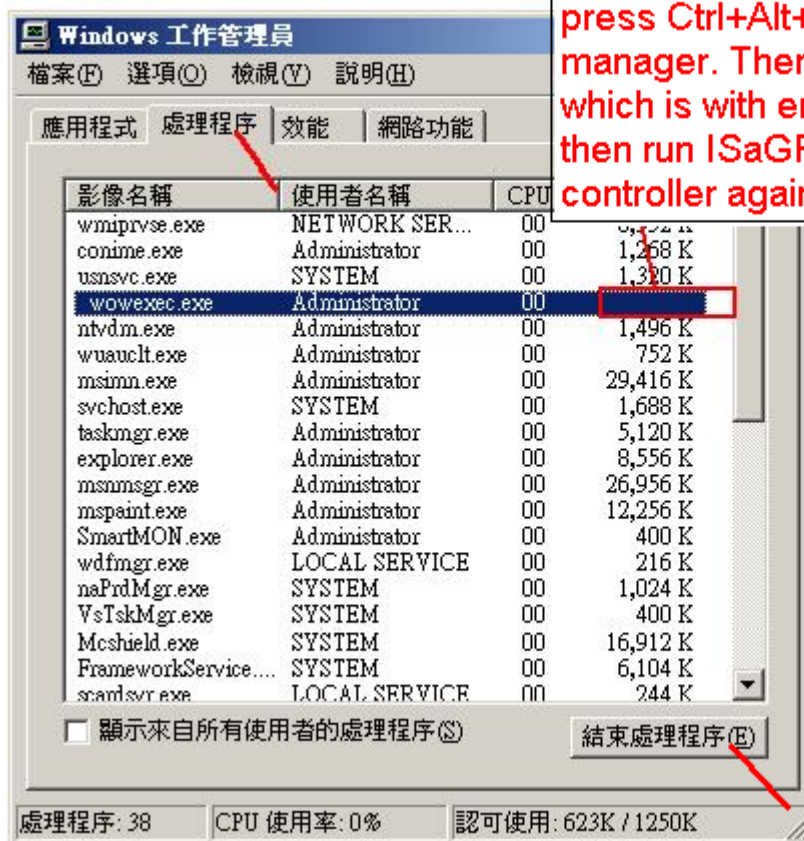 press Ctrl+Alt+
manager. Then
which is with
then run
controller again
Windows 工作管理員
檔案(F) 選項(O) 檢視(V) 說明(H)
應用程式 處理程序 效能 網路功能
影像名稱 使用者名稱 CPU
wmiprvse.exe NETWORK SER... 00
conime.exe Administrator 00 1,268 K
usnsvc.exe SYSTEM 00 1,320 K
wowexec.exe Administrator 00
ntvdm.exe Administrator 00 1,496 K
wuauclt.exe Administrator 00 752 K
msimn.exe Administrator 00 29,416 K
svchost.exe SYSTEM 00 1,688 K
taskmgr.exe Administrator 00 5,120 K
explorer.exe Administrator 00 8,556 K
msnmsgr.exe Administrator 00 26,956 K
mspaint.exe Administrator 00 12,256 K
SmartMON.exe Administrator 00 400 K
wdfmgr.exe LOCAL SERVICE 00 216 K
naPrdMgr.exe SYSTEM 00 1,024 K
VsTskMgr.exe SYSTEM 00 400 K
Mcshield.exe SYSTEM 00 16,912 K
FrameworkService.... SYSTEM 00 6,104 K
scardsvr.exe LOCAL SERVICE 00 244 K
顯示來自所有使用者的處理程序(S) 結束處理程序(E)
處理程序: 38 CPU 使用率: 0% 認可使用: 623K / 1250K